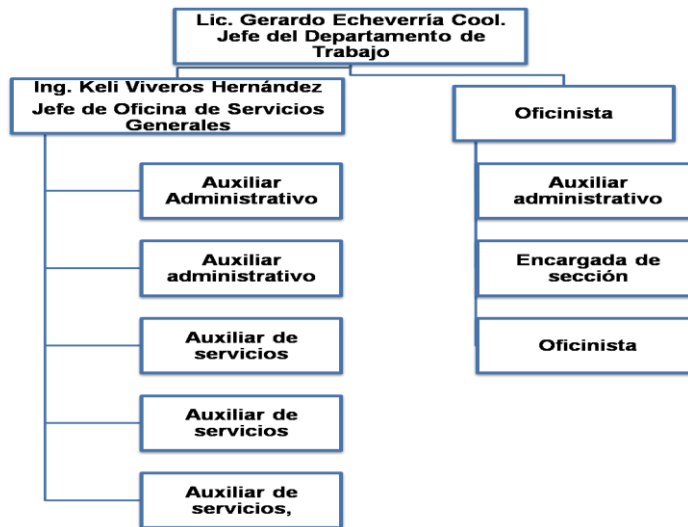 Lic. Gerardo Echeverría Cool.
Jefe del Departamento de
Trabajo
Ing. Keli Viveros Hernández
Jefe de Oficina de Servicios
Generales
Oficinista
Auxiliar
Administrativo
Auxiliar
administrativo
Auxiliar de
servicios
Auxiliar de
servicios
Auxiliar de
servicios,
Auxiliar
administrativo
Encargada de
sección
Oficinista